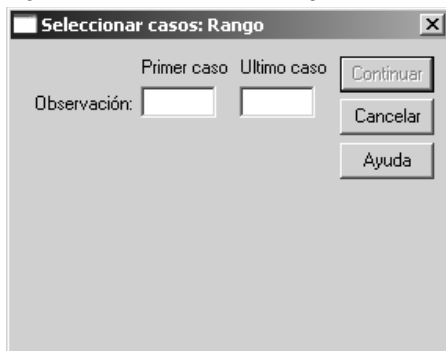 Seleccionar casos: Rango
Primer caso Ultimo caso
Observación:
Continuar
Cancelar
Ayuda